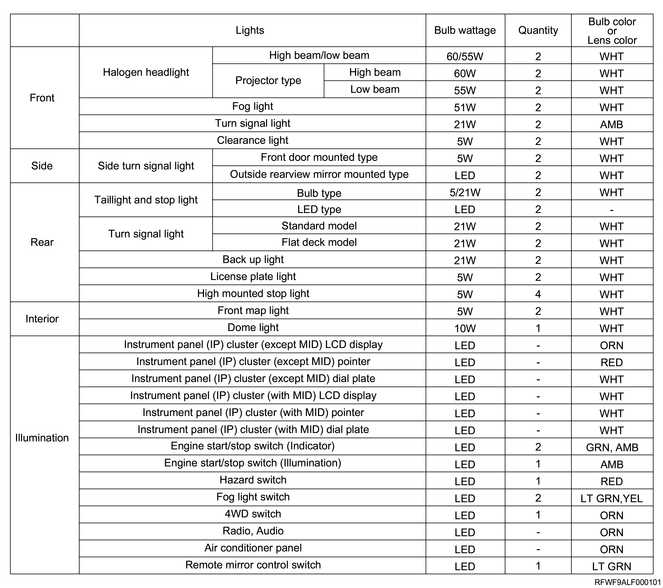 Lights Bulb wattage Quantity Bulb color or Lens color
Front Halogen headlight High beam/low beam 60/55W 2 WHT
Projector type High beam 60W 2 WHT
Low beam 55W 2 WHT
Fog light 51W 2 WHT
Turn signal light 21W 2 AMB
Clearance light 5W 2 WHT
Side Side turn signal light Front door mounted type 5W 2 WHT
Outside rearview mirror mounted type LED 2 WHT
Rear Taillight and stop light Bulb type 5/21W 2 WHT
LED type LED 2 -
Turn signal light Standard model 21W 2 WHT
Flat deck model 21W 2 WHT
Back up light 21W 2 WHT
License plate light 5W 2 WHT
High mounted stop light 5W 4 WHT
Interior Front map light 5W 2 WHT
Dome light 10W 1 WHT
Illumination Instrument panel (IP) cluster (except MID) LCD display LED - ORN
Instrument panel (IP) cluster (except MID) pointer LED - RED
Instrument panel (IP) cluster (except MID) dial plate LED - WHT
Instrument panel (IP) cluster (with MID) LCD display LED - WHT
Instrument panel (IP) cluster (with MID) pointer LED - WHT
Instrument panel (IP) cluster (with MID) dial plate LED - WHT
Engine start/stop switch (Indicator) LED 2 GRN, AMB
Engine start/stop switch (Illumination) LED 1 AMB
Hazard switch LED 1 RED
Fog light switch LED 2 LT GRN,YEL
4WD switch LED 1 ORN
Radio, Audio LED - ORN
Air conditioner panel LED - ORN
Remote mirror control switch LED 1 LT GRN
RFWF9ALF000101